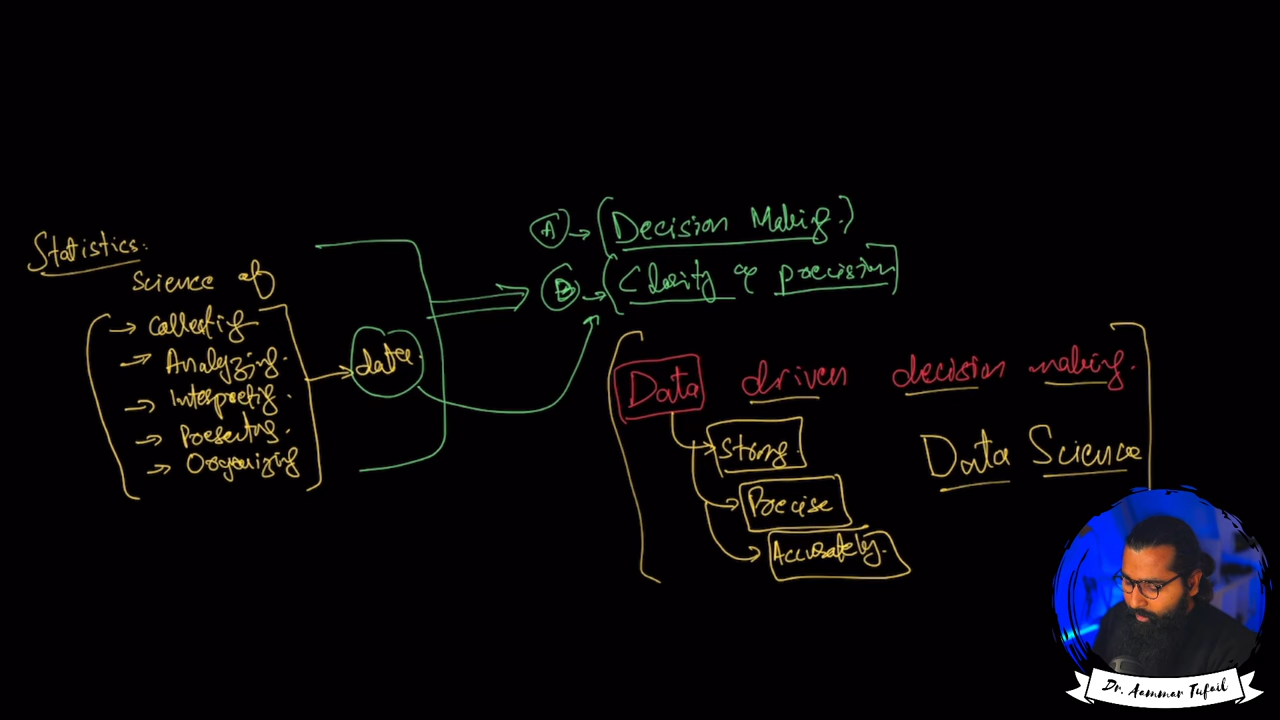 Statistics:
Science of
→ Collecting
→ Analyzing.
→ Interpreting.
→ Presenting.
→ Organizing
data.
A → (Decision Making.)
B → (Clarity & precision)
Data driven decision making.
Strong.
Data Science
Precise
Accurately.
Dr. Aammar Tufail